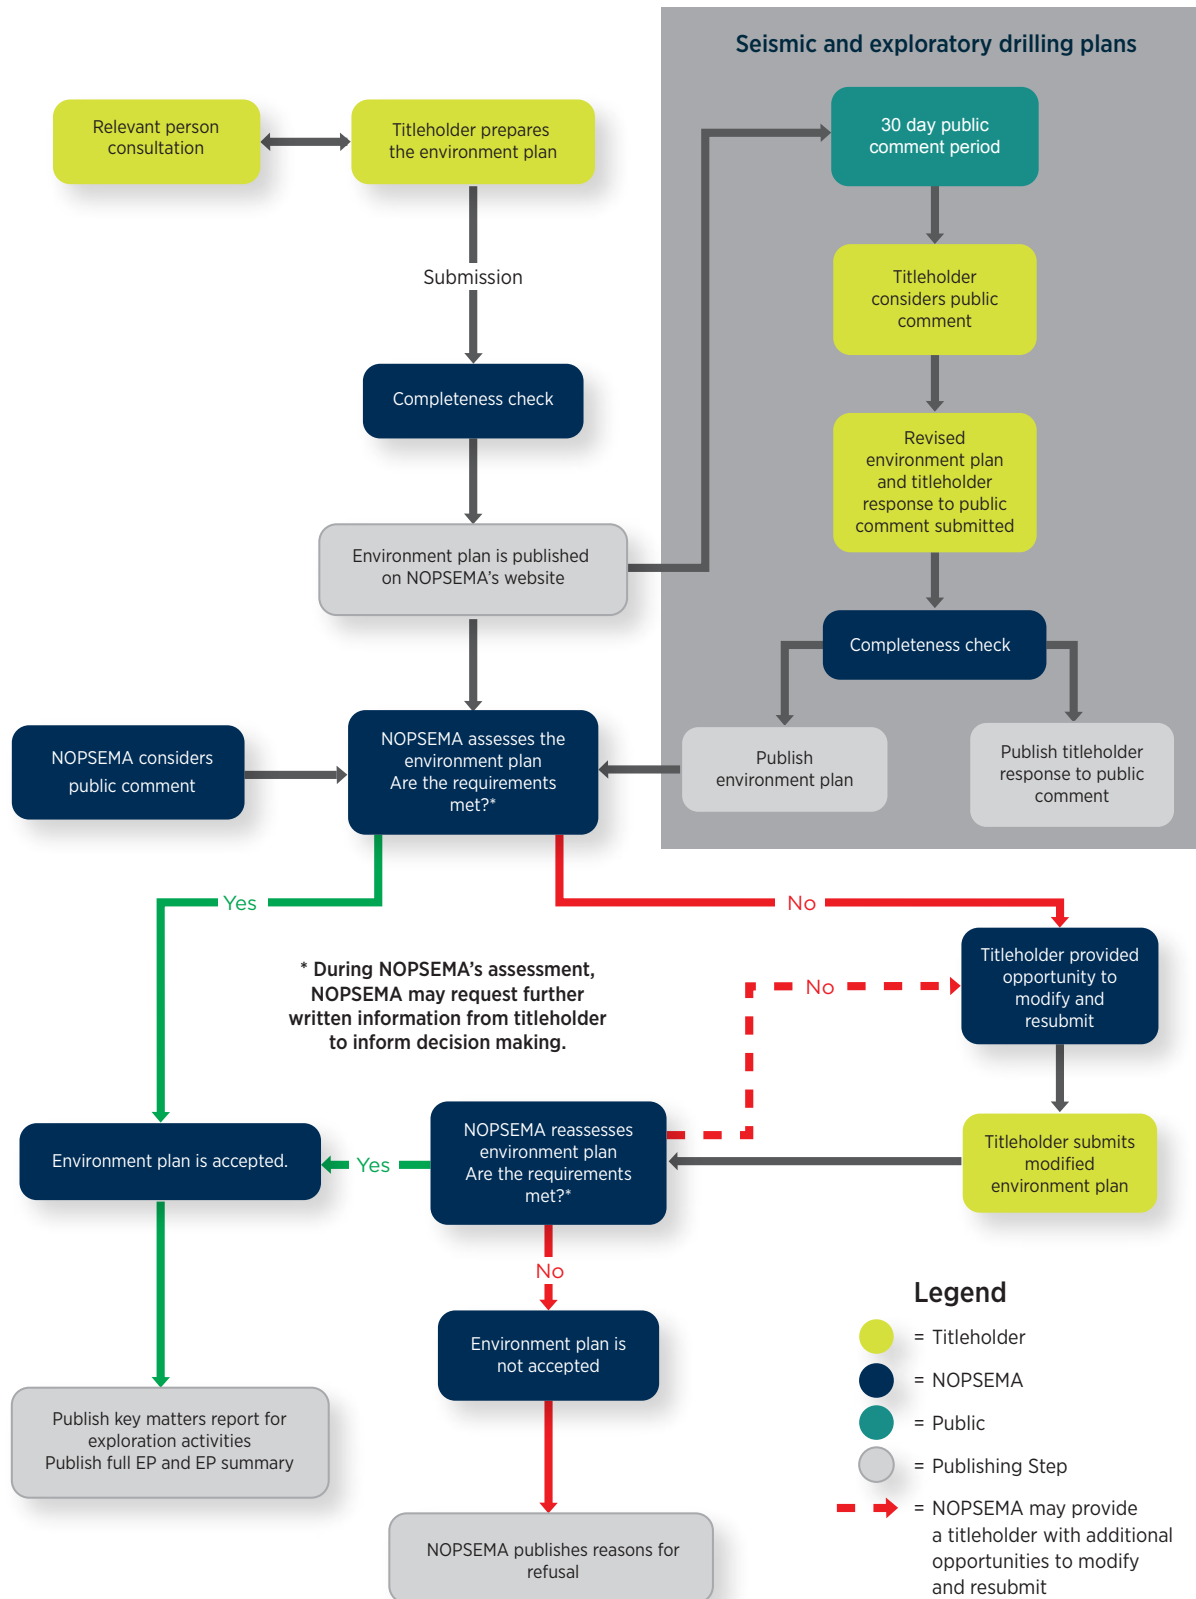 Seismic and exploratory drilling plans
Relevant person
consultation
Titleholder prepares
the environment plan
30 day public
comment period
Submission
Titleholder
considers public
comment
Completeness check
Revised
environment plan
and titleholder
response to public
comment submitted
Environment plan is published
on NOPSEMA’s website
Completeness check
NOPSEMA considers
public comment
NOPSEMA assesses the
environment plan
Are the requirements
met?*
Publish
environment plan
Publish titleholder
response to public
comment
Yes
No
* During NOPSEMA’s assessment,
NOPSEMA may request further
written information from titleholder
to inform decision making.
No
Titleholder provided
opportunity to
modify and
resubmit
Environment plan is accepted.
Yes
NOPSEMA reassesses
environment plan
Are the requirements
met?*
Titleholder submits
modified
environment plan
No
Environment plan is
not accepted
Publish key matters report for
exploration activities
Publish full EP and EP summary
NOPSEMA publishes reasons for
refusal
Legend
= Titleholder
= NOPSEMA
= Public
= Publishing Step
= NOPSEMA may provide
a titleholder with additional
opportunities to modify
and resubmit